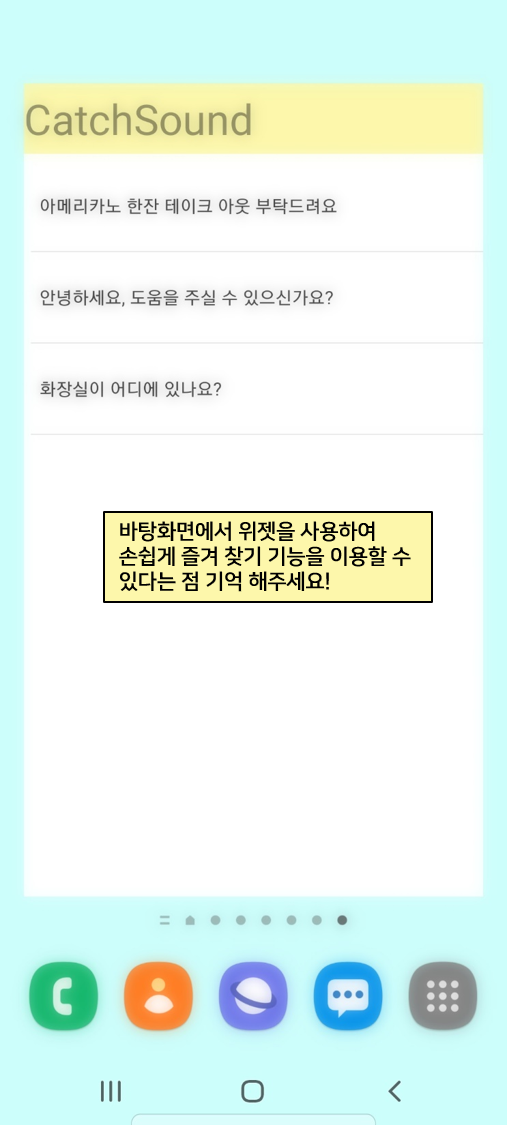 CatchSound
아메리카노 한잔 테이크 아웃 부탁드려요
안녕하세요, 도움을 주실 수 있으신가요?
화장실이 어디에 있나요?
바탕화면에서 위젯을 사용하여
손쉽게 즐겨 찾기 기능을 이용할 수
있다는 점 기억 해주세요!